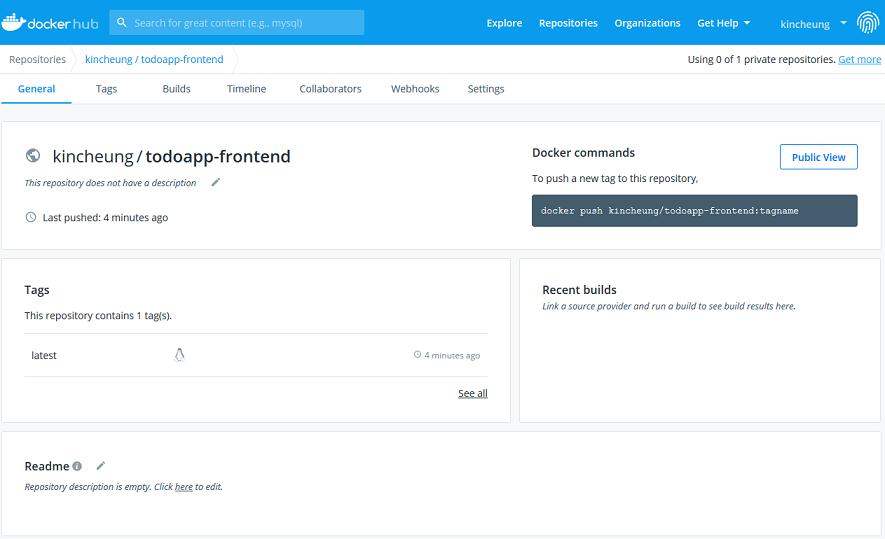 dockerhub
Search for great content (e.g., mysql)
Explore Repositories Organizations Get Help kincheung
Repositories kincheung / todoapp-frontend
Using 0 of 1 private repositories. Get more
General Tags Builds Timeline Collaborators Webhooks Settings
kincheung / todoapp-frontend
This repository does not have a description
Last pushed: 4 minutes ago
Docker commands
Public View
To push a new tag to this repository,
docker push kincheung/todoapp-frontend:tagname
Tags
This repository contains 1 tag(s).
latest 4 minutes ago
See all
Recent builds
Link a source provider and run a build to see build results here.
Readme
Repository description is empty. Click here to edit.